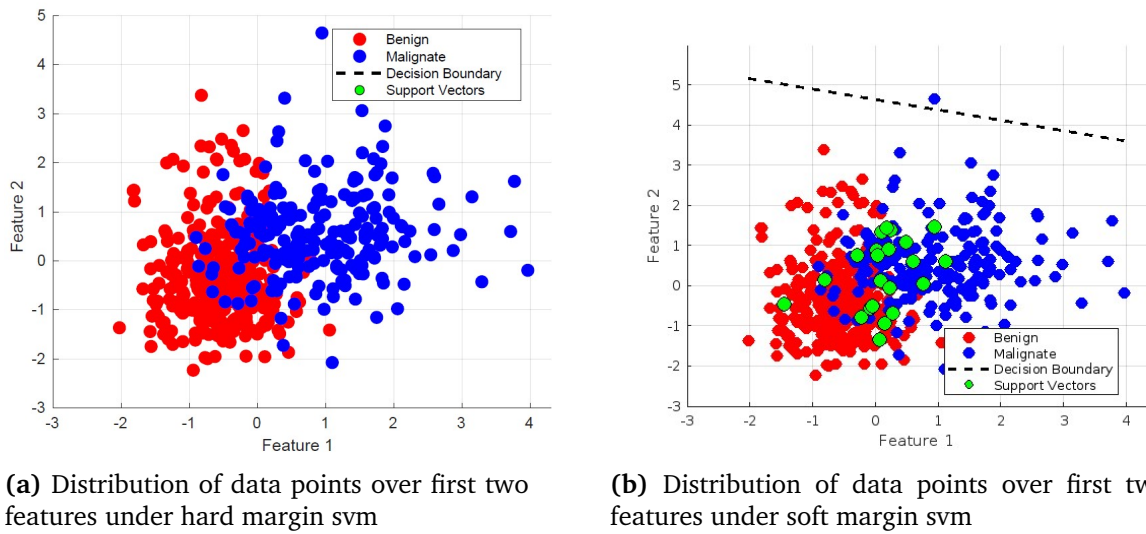 5
4
3
2
1
0
-1
-2
-3
Feature 2
Benign
Malignate
Decision Boundary
Support Vectors
-3
-2
-1
0
1
2
3
4
Feature 1
(a) Distribution of data points over first two
features under hard margin svm
5
4
3
2
1
0
-1
-2
-3
Feature 2
Benign
Malignate
Decision Boundary
Support Vectors
-3
-2
-1
0
1
2
3
4
Feature 1
(b) Distribution of data points over first tw
features under soft margin svm